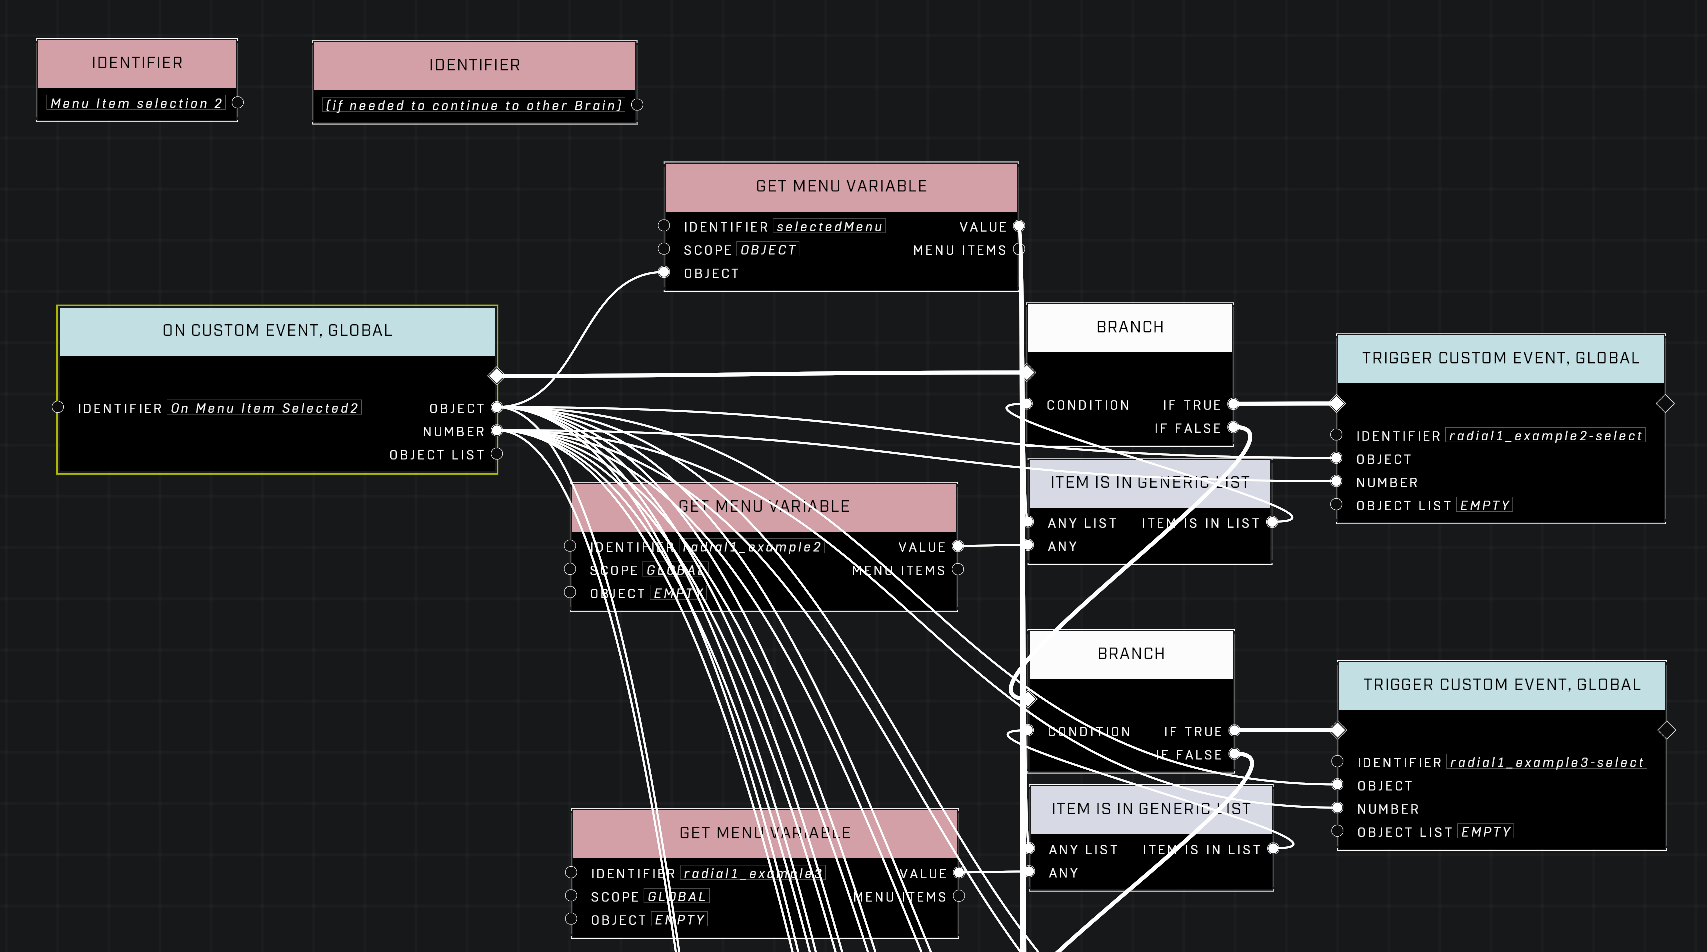 IDENTIFIER
Menu Item selection 2
IDENTIFIER
[if needed to continue to other Brain]
GET MENU VARIABLE
IDENTIFIER selectedMenu VALUE
SCOPE OBJECT MENU ITEMS
OBJECT
ON CUSTOM EVENT, GLOBAL
IDENTIFIER On Menu Item Selected2 OBJECT
NUMBER
OBJECT LIST
BRANCH
CONDITION IF TRUE
IF FALSE
TRIGGER CUSTOM EVENT, GLOBAL
IDENTIFIER radial1_example2-select
OBJECT
NUMBER
OBJECT LIST EMPTY
ITEM IS IN GENERIC LIST
ANY LIST ITEM IS IN LIST
ANY
GET MENU VARIABLE
IDENTIFIER radial1_example2 VALUE
SCOPE GLOBAL MENU ITEMS
OBJECT EMPTY
BRANCH
CONDITION IF TRUE
IF FALSE
TRIGGER CUSTOM EVENT, GLOBAL
IDENTIFIER radial1_example3-select
OBJECT
NUMBER
OBJECT LIST EMPTY
ITEM IS IN GENERIC LIST
ANY LIST ITEM IS IN LIST
ANY
GET MENU VARIABLE
IDENTIFIER radial1_example3 VALUE
SCOPE GLOBAL MENU ITEMS
OBJECT EMPTY